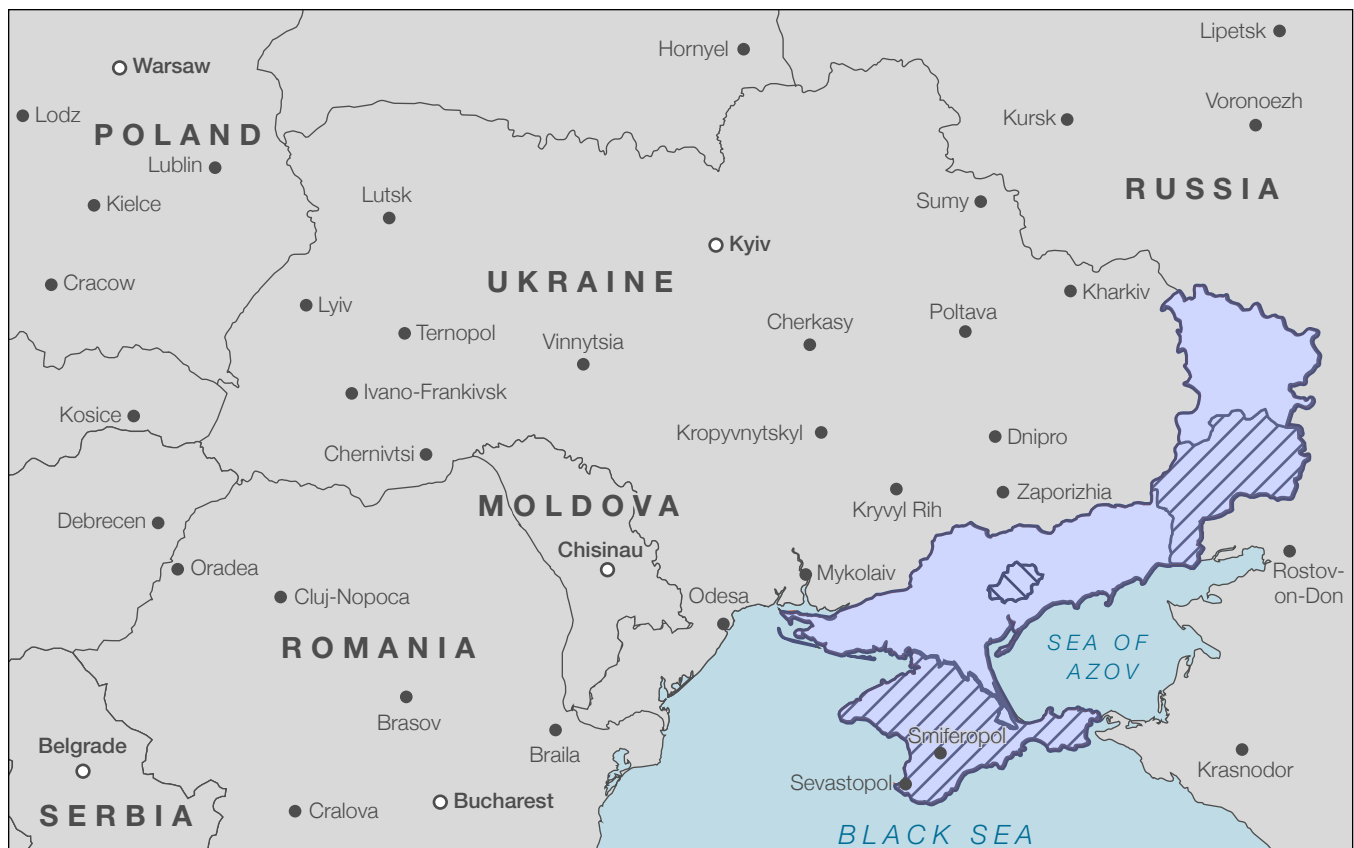 Lipetsk
Hornyel
Warsaw
Voronoezh
Lodz
Kursk
POLAND
Lublin
RUSSIA
Lutsk
Kielce
Sumy
Kyiv
UKRAINE
Cracow
Kharkiv
Lyiv
Poltava
Cherkasy
Ternopol
Vinnytsia
Ivano-Frankivsk
Kosice
Kropyvnytskyl
Dnipro
Chernivtsi
Zaporizhia
MOLDOVA
Kryvyl Rih
Debrecen
Chisinau
Oradea
Mykolaiv
Rostov-
on-Don
Cluj-Nopoca
Odesa
ROMANIA
SEA OF
AZOV
Brasov
Smiferopol
Belgrade
Braila
Krasnodor
Sevastopol
Bucharest
Cralova
SERBIA
BLACK SEA